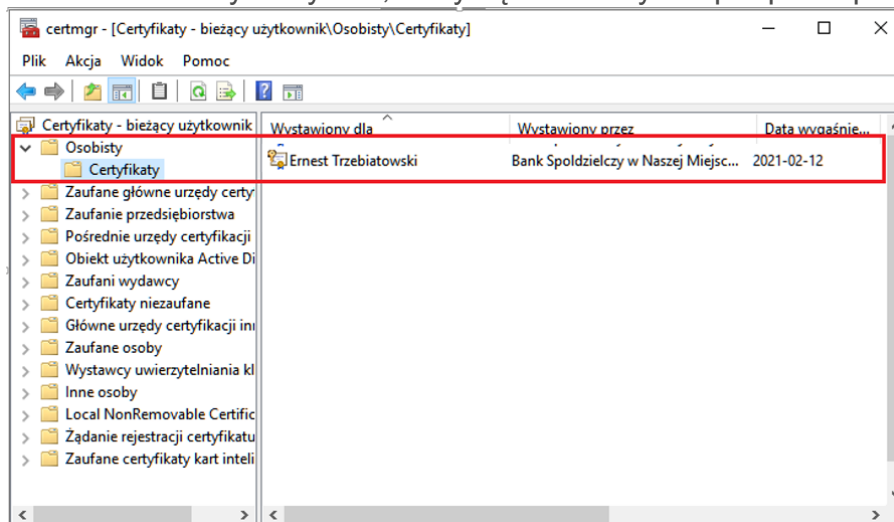 certmgr - [Certyfikaty - bieżący użytkownik\Osobisty\Certyfikaty]
Plik Akcja Widok Pomoc
Certyfikaty - bieżący użytkownik
Osobisty
Certyfikaty
Zaufane główne urzędy certy
Zaufanie przedsiębiorstwa
Pośrednie urzędy certyfikacji
Obiekt użytkownika Active Di
Zaufani wydawcy
Certyfikaty niezaufane
Główne urzędy certyfikacji inn
Zaufane osoby
Wystawcy uwierzytelniania kl
Inne osoby
Local NonRemovable Certific
Żądanie rejestracji certyfikatu
Zaufane certyfikaty kart inteli
Wystawiony dla Wystawiony przez Data wygaśnie...
Ernest Trzebiatowski Bank Spoldzielczy w Naszej Miejsc... 2021-02-12